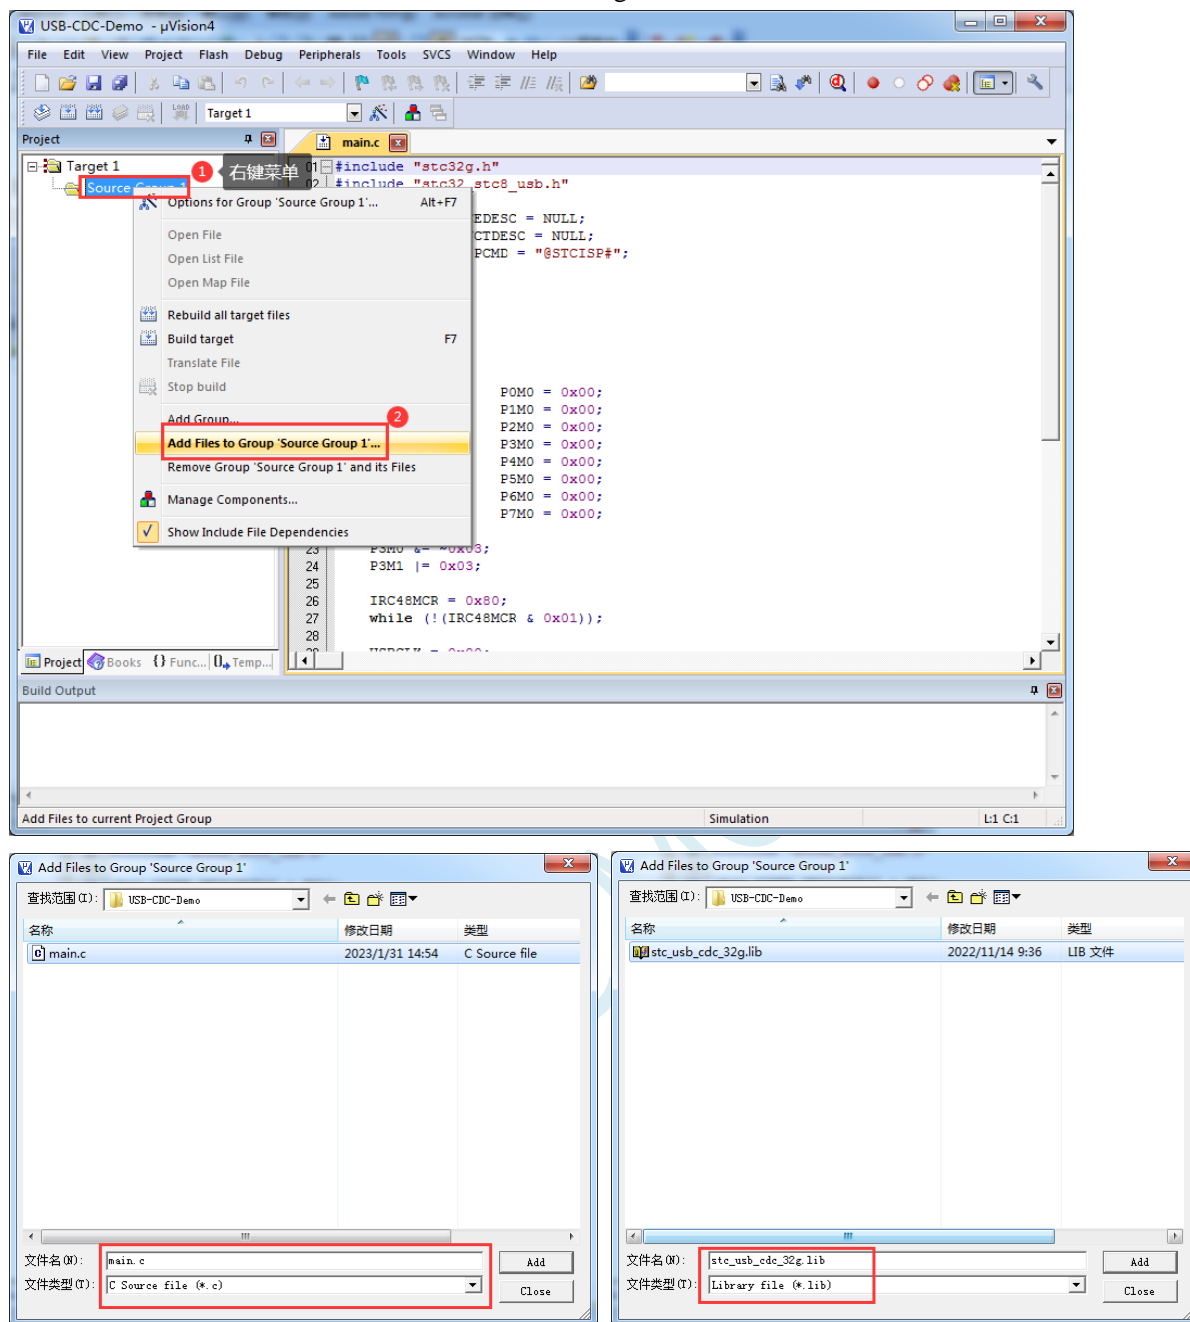 USB-CDC-Demo - µVision4
File Edit View Project Flash Debug Peripherals Tools SVCS Window Help
LOAD Target 1
Project
main.c
Target 1
Source Group 1
1 右键菜单
01 #include "stc32g.h"
02 #include "stc32_stc8_usb.h"
Options for Group 'Source Group 1'... Alt+F7
EDESC = NULL;
Open File
CTDESC = NULL;
Open List File
PCMD = "@STCISP#";
Open Map File
Rebuild all target files
Build target F7
Translate File
Stop build
P0M0 = 0x00;
P1M0 = 0x00;
Add Group...
2
P2M0 = 0x00;
Add Files to Group 'Source Group 1'...
P3M0 = 0x00;
P4M0 = 0x00;
Remove Group 'Source Group 1' and its Files
P5M0 = 0x00;
P6M0 = 0x00;
Manage Components...
P7M0 = 0x00;
Show Include File Dependencies
23 P3M0 &= ~0x03;
24 P3M1 |= 0x03;
25
26 IRC48MCR = 0x80;
27 while (!(IRC48MCR & 0x01));
28
29 USBCLK = 0x00;
Project Books {} Func... 0 Temp...
Build Output
Add Files to current Project Group Simulation L:1 C:1
Add Files to Group 'Source Group 1'
查找范围(I): USB-CDC-Demo
名称 修改日期 类型
main.c 2023/1/31 14:54 C Source file
文件名(N): main.c Add
文件类型(T): C Source file (*.c) Close
Add Files to Group 'Source Group 1'
查找范围(I): USB-CDC-Demo
名称 修改日期 类型
stc_usb_cdc_32g.lib 2022/11/14 9:36 LIB 文件
文件名(N): stc_usb_cdc_32g.lib Add
文件类型(T): Library file (*.lib) Close